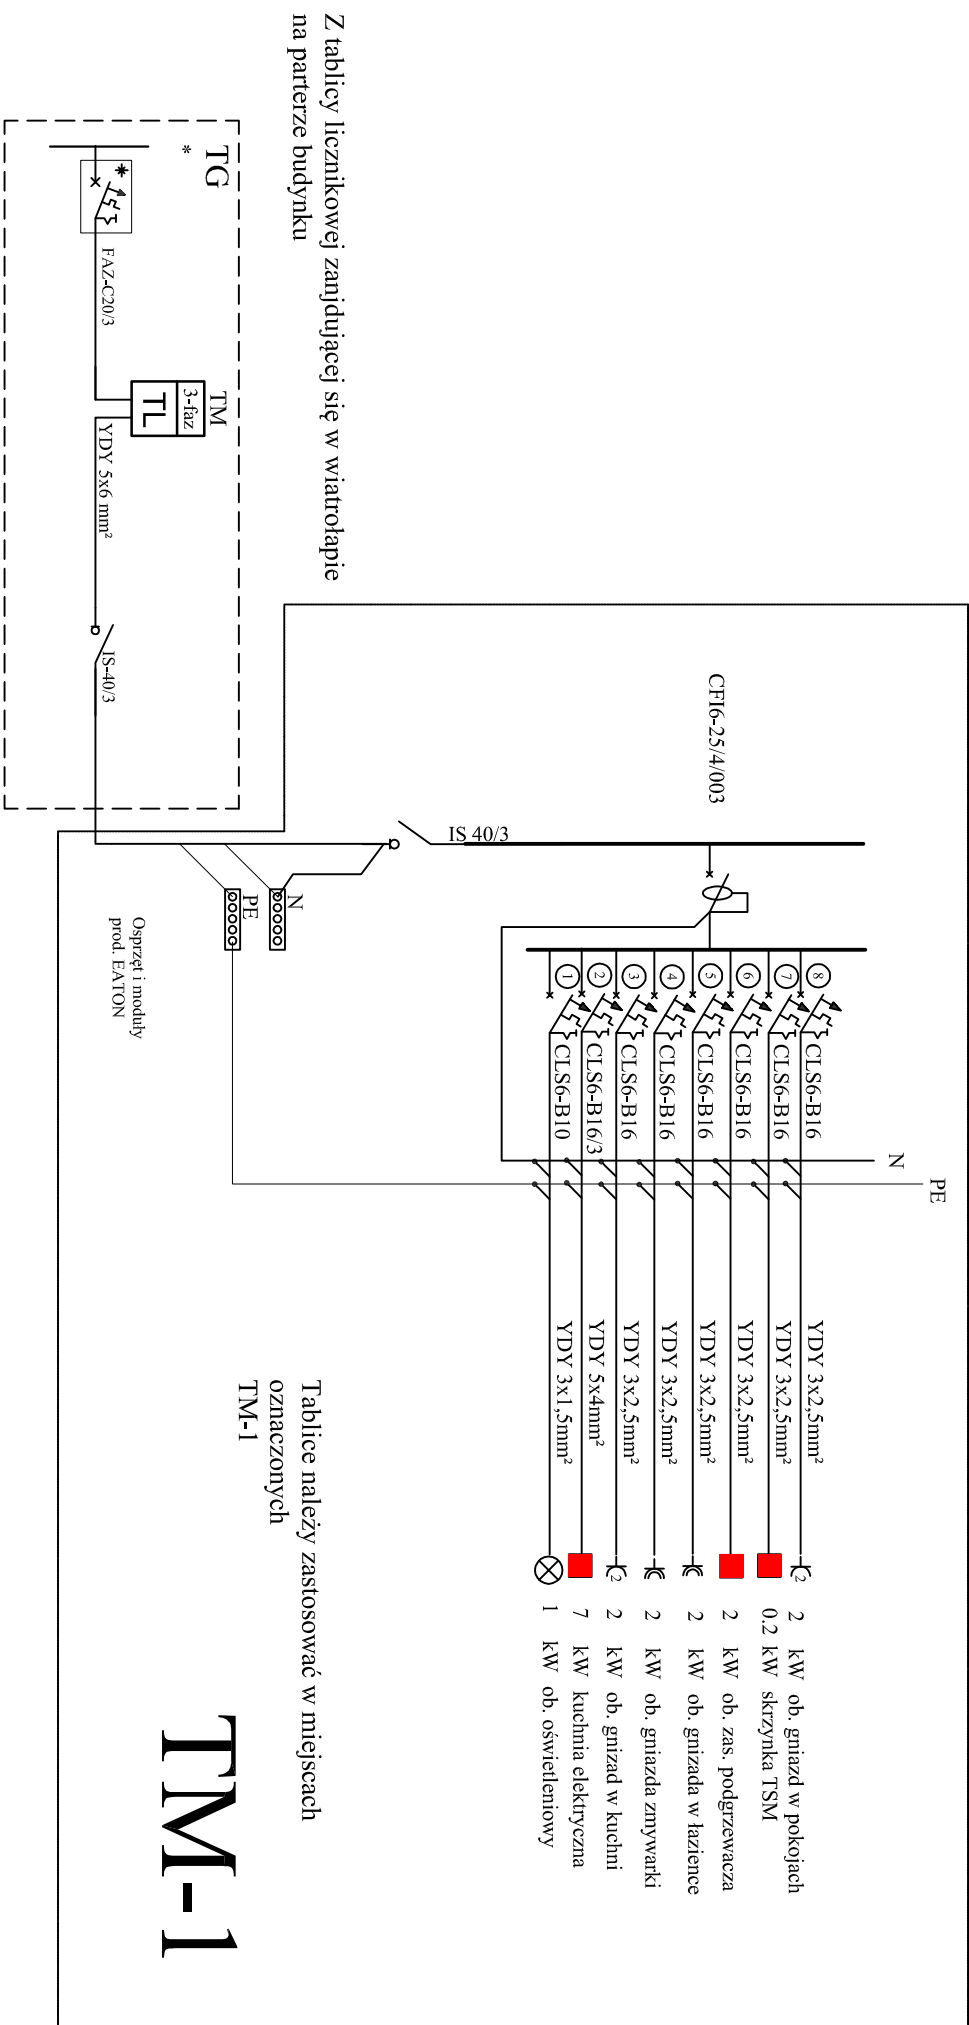 Z tablicy licznikowej zanjdującej się w wiatrołapie
na parterze budynku
TG
*
FAZ-C20/3
TM
3-faz
TL
YDY 5x6 mm²
IS-40/3
CFI6-25/4/003
IS 40/3
N
PE
Osprzęt i moduły
prod. EATON
N
PE
8 CLS6-B16 YDY 3x2,5mm² 2 2 kW ob. gniazd w pokojach
7 CLS6-B16 YDY 3x2,5mm² 0.2 kW skrzynka TSM
6 CLS6-B16 YDY 3x2,5mm² 2 kW ob. zas. podgrzewacza
5 CLS6-B16 YDY 3x2,5mm² 2 kW ob. gnizada w łazience
4 CLS6-B16 YDY 3x2,5mm² 2 kW ob. gniazda zmywarki
3 CLS6-B16 YDY 3x2,5mm² 2 2 kW ob. gnizad w kuchni
2 CLS6-B16/3 YDY 5x4mm² 7 kW kuchnia elektryczna
1 CLS6-B10 YDY 3x1,5mm² 1 kW ob. oświetleniowy
Tablice należy zastosować w miejscach
oznaczonych
TM-1
TM-1